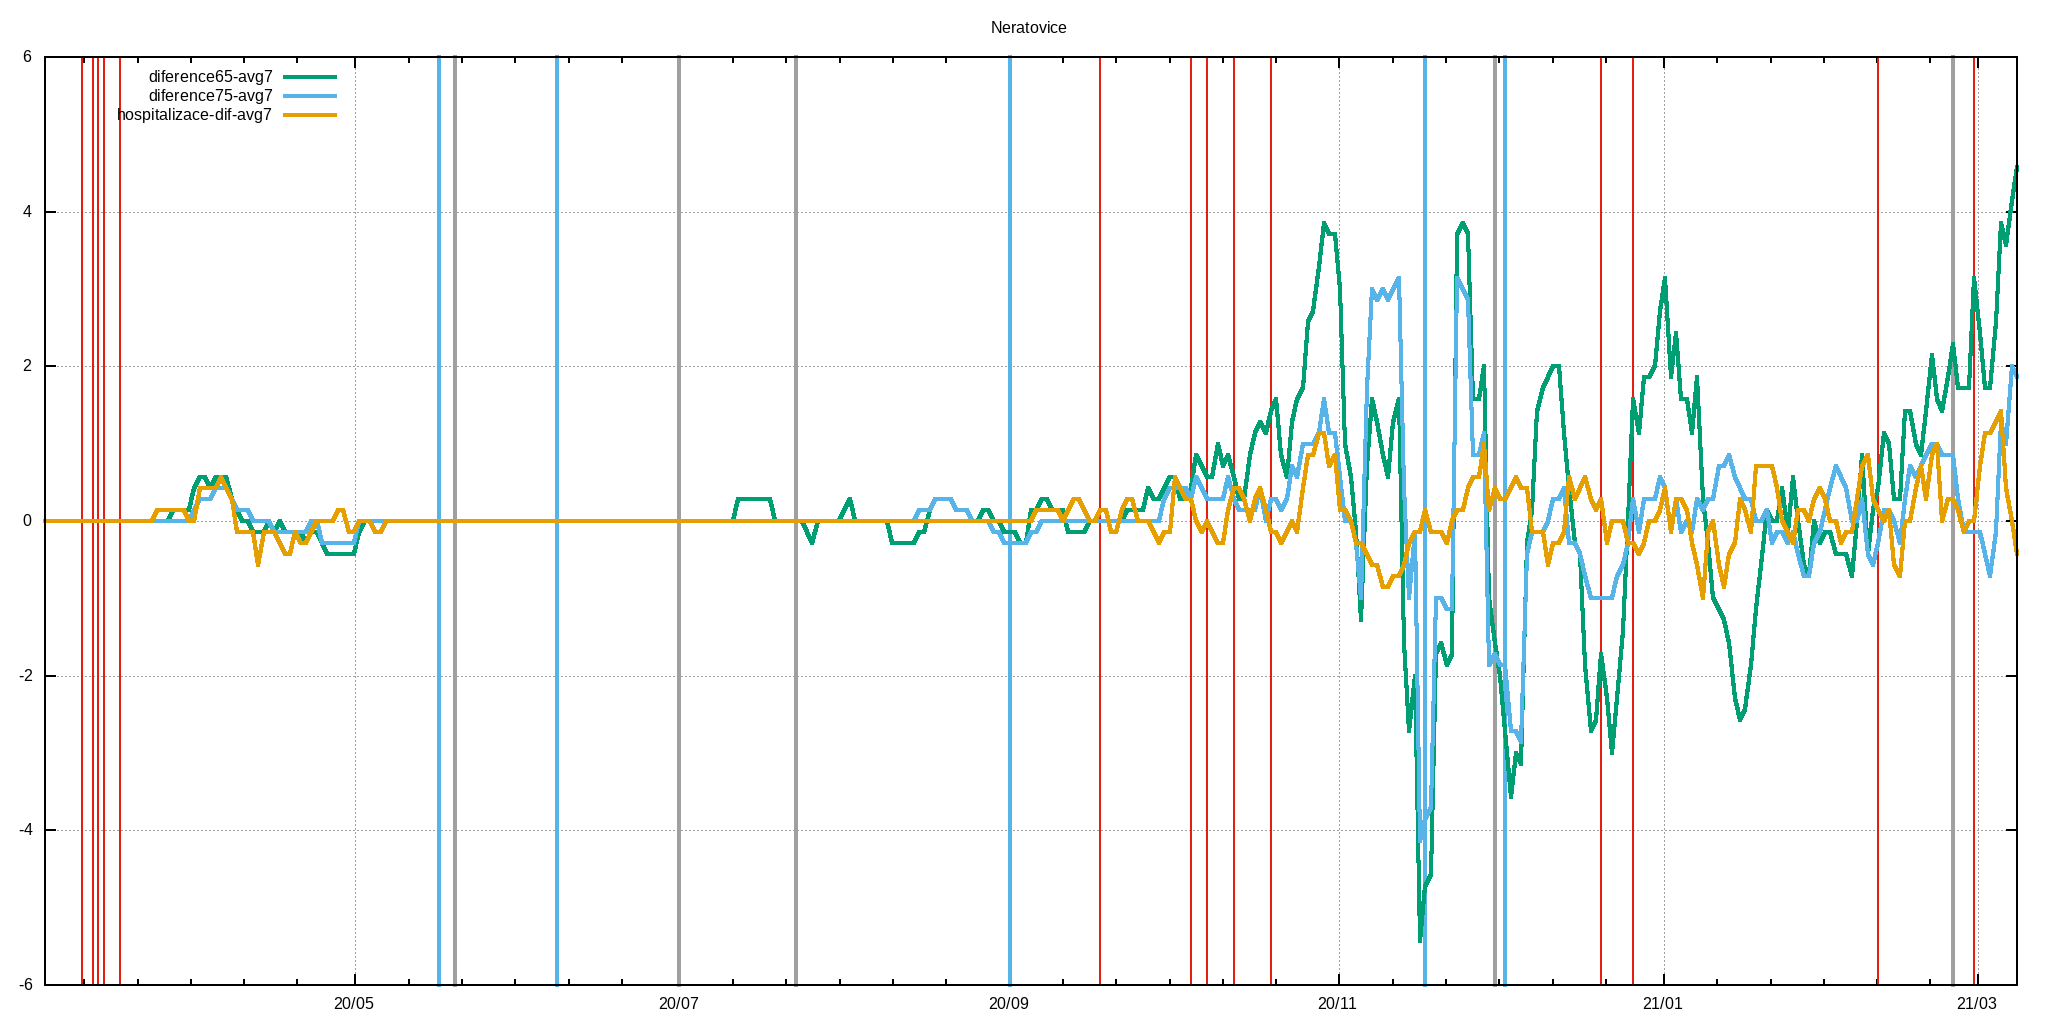 Neratovice
6
diference65-avg7
diference75-avg7
hospitalizace-dif-avg7
4
2
0
-2
-4
-6
20/05 20/07 20/09 20/11 21/01 21/03